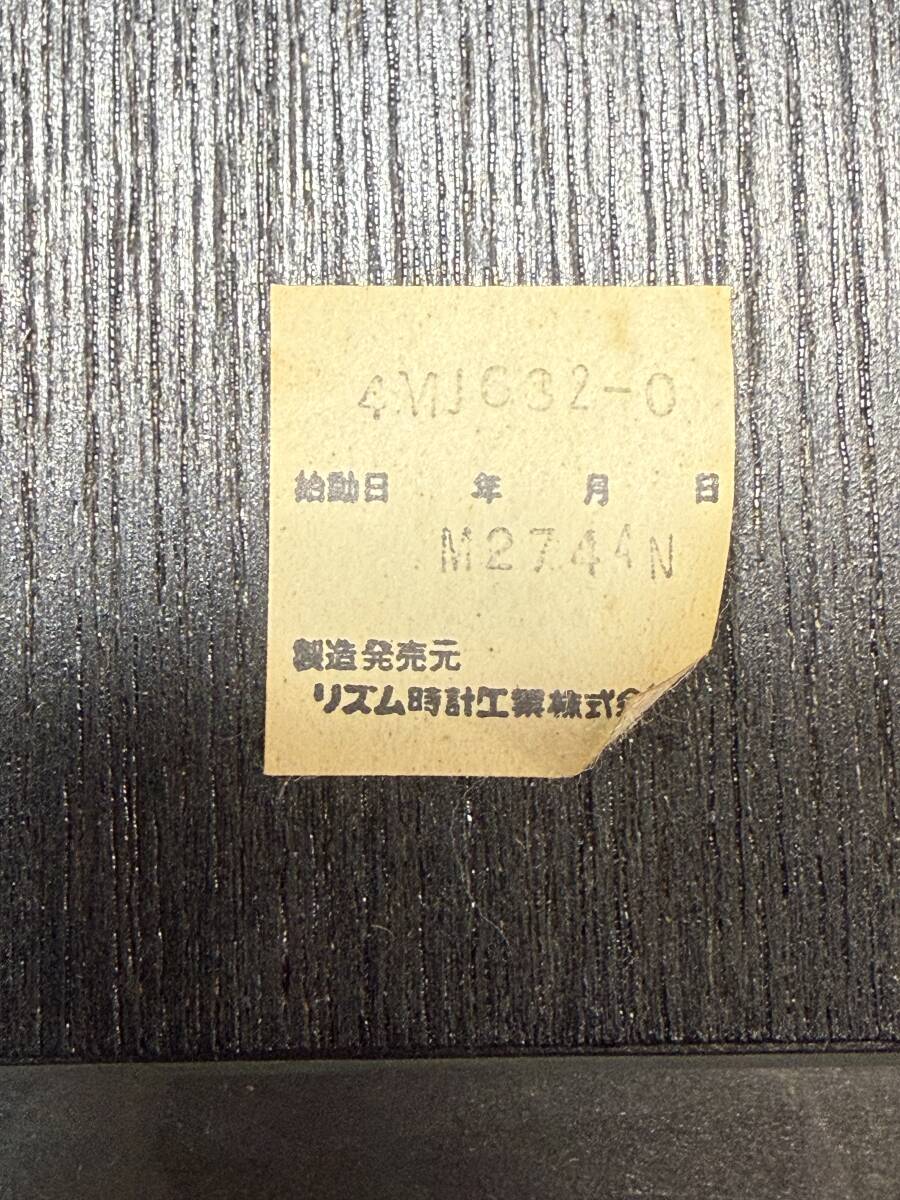 4MJ632-0
始動日 年 月 日
M2744N
製造発売元
リズム時計工業株式会